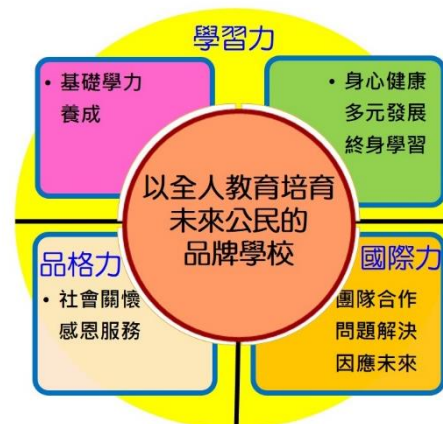 學習力
• 基礎學力
養成
• 身心健康
多元發展
終身學習
以全人教育培育
未來公民的
品牌學校
品格力
• 社會關懷
感恩服務
國際力
團隊合作
問題解決
因應未來